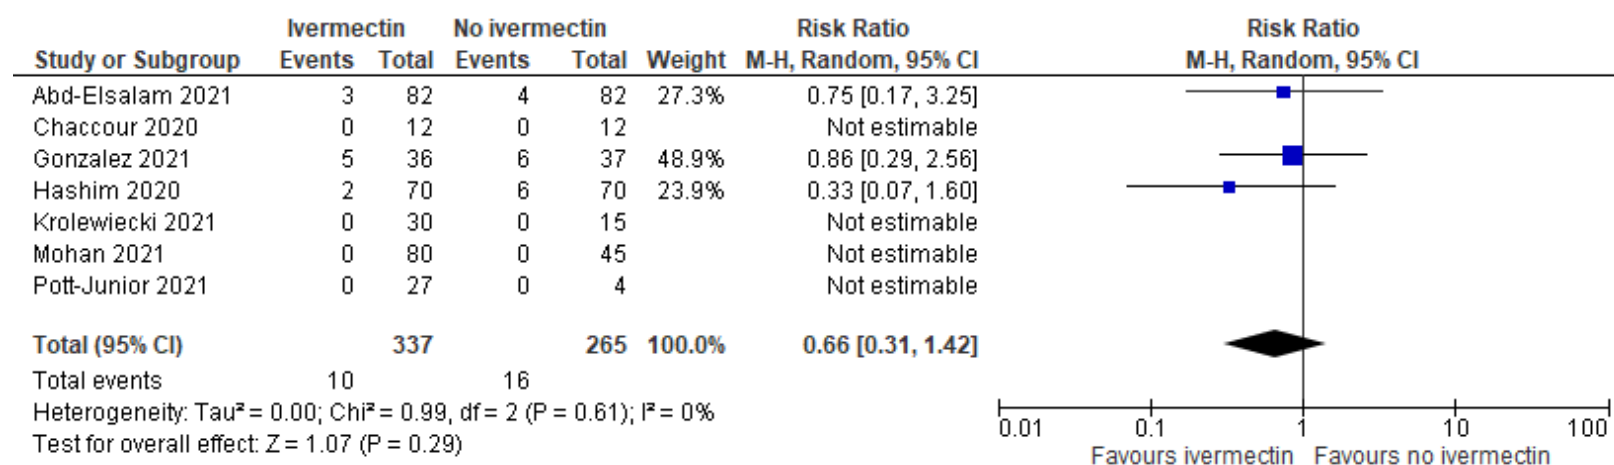 Ivermectin No ivermectin Risk Ratio Risk Ratio
Study or Subgroup Events Total Events Total Weight M-H, Random, 95% CI M-H, Random, 95% CI
Abd-Elsalam 2021 3 82 4 82 27.3% 0.75 [0.17, 3.25]
Chaccour 2020 0 12 0 12 Not estimable
Gonzalez 2021 5 36 6 37 48.9% 0.86 [0.29, 2.56]
Hashim 2020 2 70 6 70 23.9% 0.33 [0.07, 1.60]
Krolewiecki 2021 0 30 0 15 Not estimable
Mohan 2021 0 80 0 45 Not estimable
Pott-Junior 2021 0 27 0 4 Not estimable
Total (95% CI) 337 265 100.0% 0.66 [0.31, 1.42]
Total events 10 16
Heterogeneity: Tau² = 0.00; Chi² = 0.99, df = 2 (P = 0.61); I² = 0%
Test for overall effect: Z = 1.07 (P = 0.29)
0.01 0.1 1 10 100
Favours ivermectin Favours no ivermectin